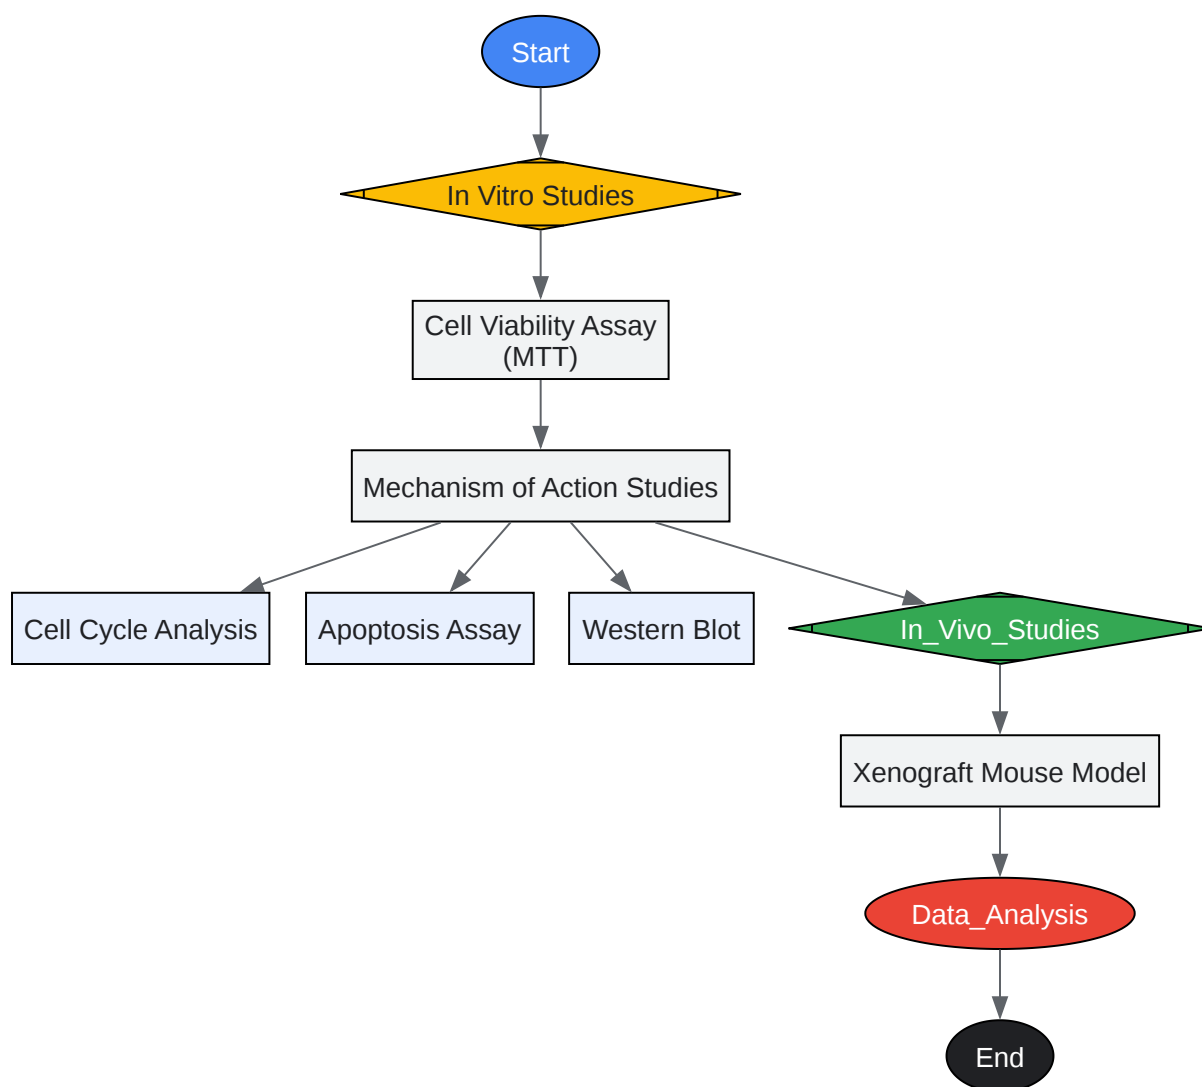 Start
In Vitro Studies
Cell Viability Assay
(MTT)
Mechanism of Action Studies
Cell Cycle Analysis
Apoptosis Assay
Western Blot
In_Vivo_Studies
Xenograft Mouse Model
Data_Analysis
End